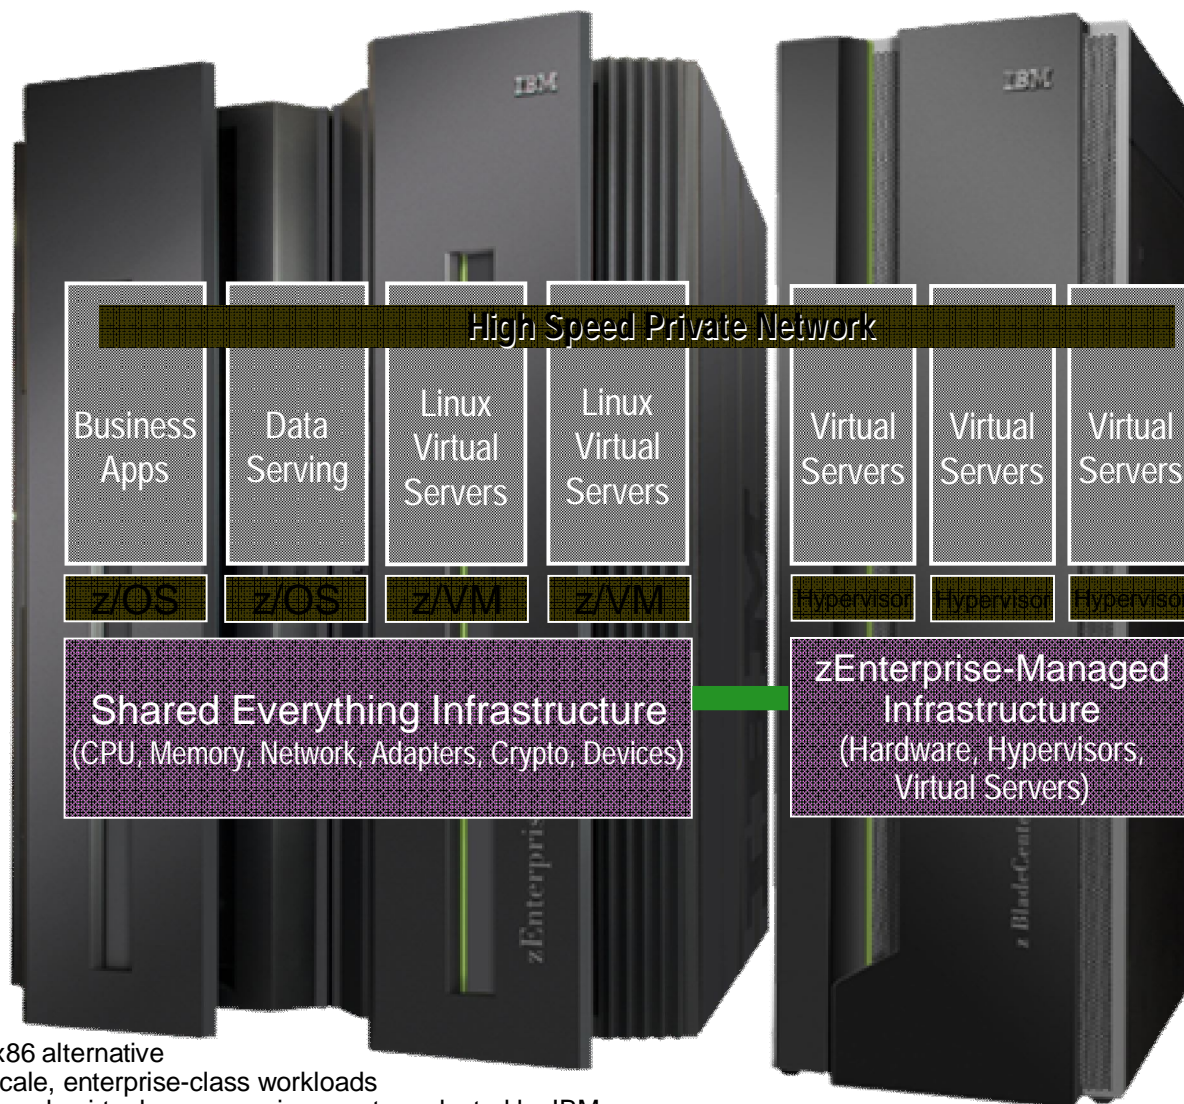 IBM
IBM
High Speed Private Network
Business
Apps
Data
Serving
Linux
Virtual
Servers
Linux
Virtual
Servers
Virtual
Servers
Virtual
Servers
Virtual
Servers
z/OS
z/OS
z/VM
z/VM
Hypervisor
Hypervisor
Hypervisor
Shared Everything Infrastructure
(CPU, Memory, Network, Adapters, Crypto, Devices)
zEnterprise-Managed
Infrastructure
(Hardware, Hypervisors,
Virtual Servers)
zEnterpris
z BladeCent
x86 alternative
cale, enterprise-class workloads